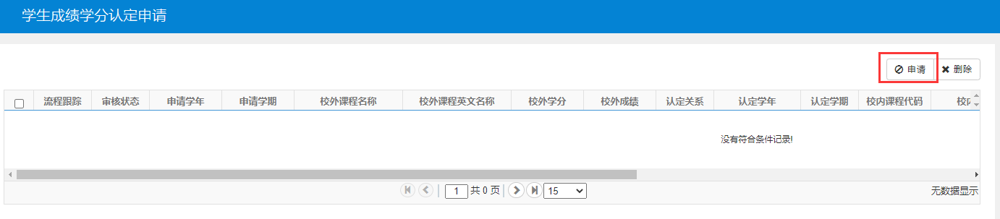 学生成绩学分认定申请
申请 删除
流程跟踪 审核状态 申请学年 申请学期 校外课程名称 校外课程英文名称 校外学分 校外成绩 认定关系 认定学年 认定学期 校内课程代码 校内
没有符合条件记录!
1 共 0 页 15 无数据显示